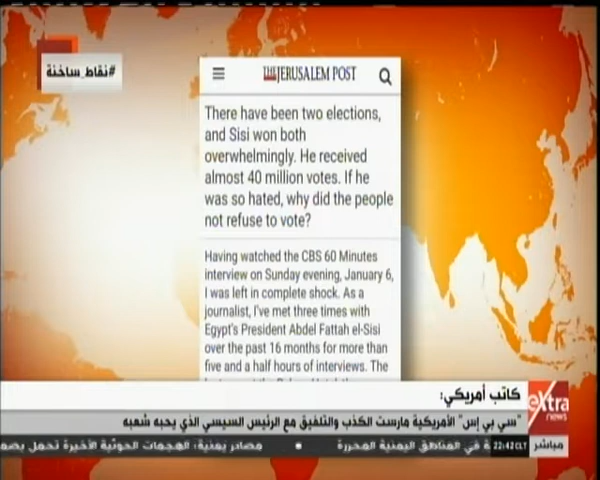 #نقاط_ساخنة
THE JERUSALEM POST
There have been two elections,
and Sisi won both
overwhelmingly. He received
almost 40 million votes. If he
was so hated, why did the people
not refuse to vote?
Having watched the CBS 60 Minutes
interview on Sunday evening, January 6,
I was left in complete shock. As a
journalist, I've met three times with
Egypt's President Abdel Fattah el-Sisi
over the past 16 months for more than
five and a half hours of interviews. The
كاتب أمريكي:
"سي بي إس" الأمريكية مارست الكذب والتلفيق مع الرئيس السيسي الذي يحبه شعبه
eXtra
news
مباشر
22:42 CLT
ة في المناطق اليمنية المحررة
مصادر يمنية: الهجمات الحوثية الأخيرة تحمل بصم